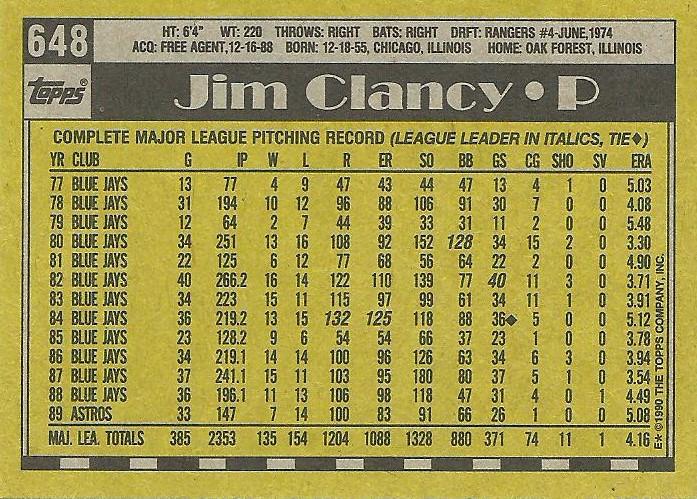 648
HT: 6'4" WT: 220 THROWS: RIGHT BATS: RIGHT DRFT: RANGERS #4-JUNE,1974
ACQ: FREE AGENT,12-16-88 BORN: 12-18-55, CHICAGO, ILLINOIS HOME: OAK FOREST, ILLINOIS
topps®
Jim Clancy • P
COMPLETE MAJOR LEAGUE PITCHING RECORD (LEAGUE LEADER IN ITALICS, TIE◆)
YR CLUB G IP W L R ER SO BB GS CG SHO SV ERA
77 BLUE JAYS 13 77 4 9 47 43 44 47 13 4 1 0 5.03
78 BLUE JAYS 31 194 10 12 96 88 106 91 30 7 0 0 4.08
79 BLUE JAYS 12 64 2 7 44 39 33 31 11 2 0 0 5.48
80 BLUE JAYS 34 251 13 16 108 92 152 128 34 15 2 0 3.30
81 BLUE JAYS 22 125 6 12 77 68 56 64 22 2 0 0 4.90
82 BLUE JAYS 40 266.2 16 14 122 110 139 77 40 11 3 0 3.71
83 BLUE JAYS 34 223 15 11 115 97 99 61 34 11 1 0 3.91
84 BLUE JAYS 36 219.2 13 15 132 125 118 88 36◆ 5 0 0 5.12
85 BLUE JAYS 23 128.2 9 6 54 54 66 37 23 1 0 0 3.78
86 BLUE JAYS 34 219.1 14 14 100 96 126 63 34 6 3 0 3.94
87 BLUE JAYS 37 241.1 15 11 103 95 180 80 37 5 1 0 3.54
88 BLUE JAYS 36 196.1 11 13 106 98 118 47 31 4 0 1 4.49
89 ASTROS 33 147 7 14 100 83 91 66 26 1 0 0 5.08
MAJ. LEA. TOTALS 385 2353 135 154 1204 1088 1328 880 371 74 11 1 4.16
E* ©1990 THE TOPPS COMPANY, INC.